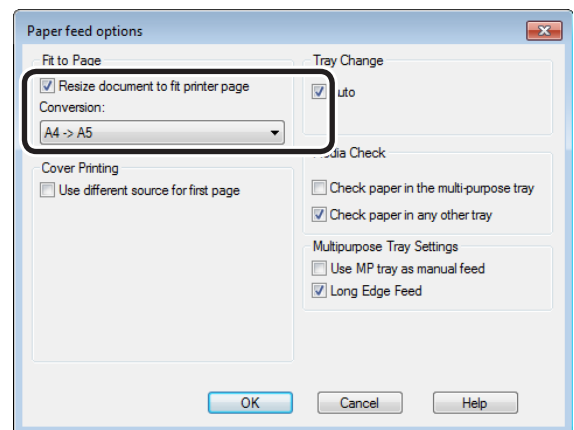 Paper feed options
Fit to Page
Resize document to fit printer page
Conversion:
A4 -> A5
Cover Printing
Use different source for first page
Tray Change
Media Check
Check paper in the multi-purpose tray
Check paper in any other tray
Multipurpose Tray Settings
Use MP tray as manual feed
Long Edge Feed
OK
Cancel
Help